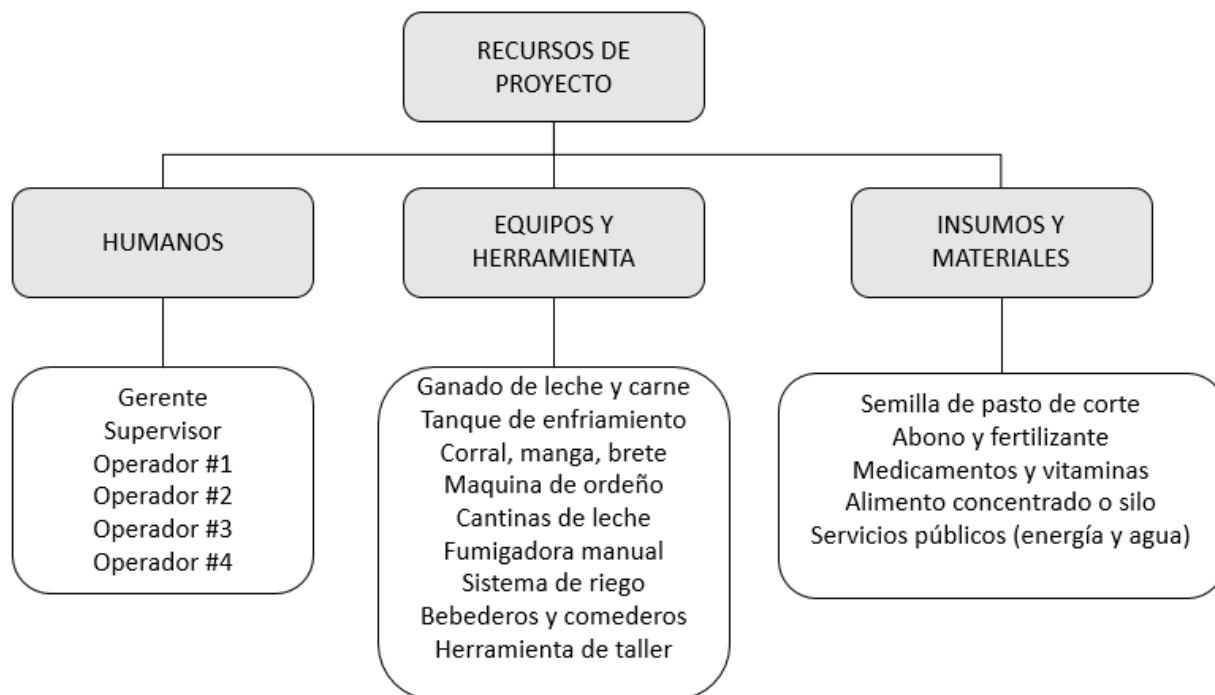 RECURSOS DE
PROYECTO
HUMANOS
EQUIPOS Y
HERRAMIENTA
INSUMOS Y
MATERIALES
Gerente
Supervisor
Operador #1
Operador #2
Operador #3
Operador #4
Ganado de leche y carne
Tanque de enfriamiento
Corral, manga, brete
Maquina de ordeño
Cantinas de leche
Fumigadora manual
Sistema de riego
Bebederos y comederos
Herramienta de taller
Semilla de pasto de corte
Abono y fertilizante
Medicamentos y vitaminas
Alimento concentrado o silo
Servicios públicos (energía y agua)